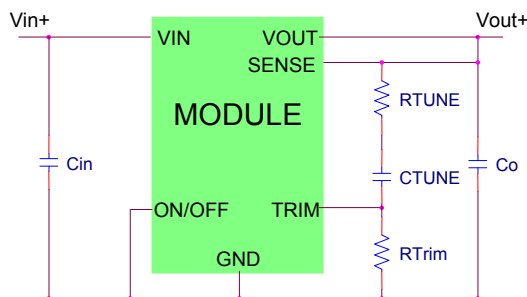 Vin+
Vout+
VIN
VOUT
SENSE
RTUNE
MODULE
Cin
CTUNE
Co
ON/OFF
TRIM
RTrim
GND